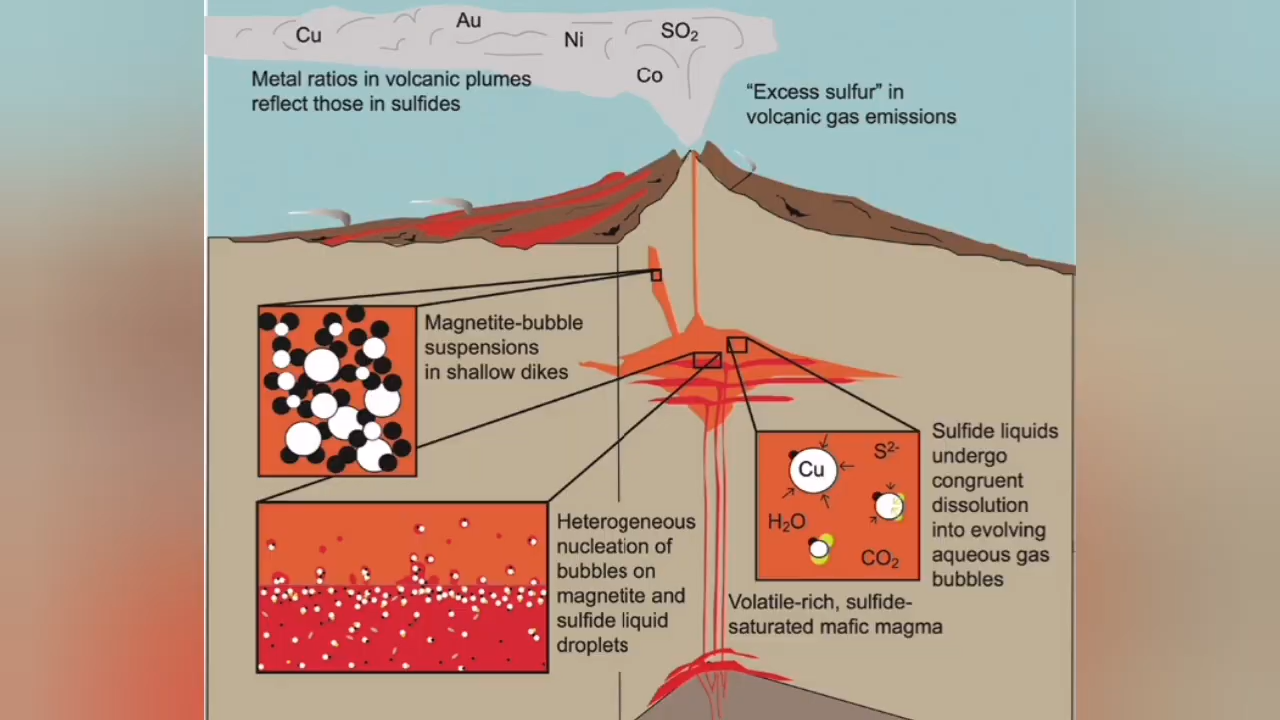 Cu
Au
Ni
SO₂
Co
Metal ratios in volcanic plumes
reflect those in sulfides
“Excess sulfur” in
volcanic gas emissions
Magnetite-bubble
suspensions
in shallow dikes
Heterogeneous
nucleation of
bubbles on
magnetite and
sulfide liquid
droplets
Cu
S²⁻
H₂O
CO₂
Sulfide liquids
undergo
congruent
dissolution
into evolving
aqueous gas
bubbles
Volatile-rich, sulfide-
saturated mafic magma